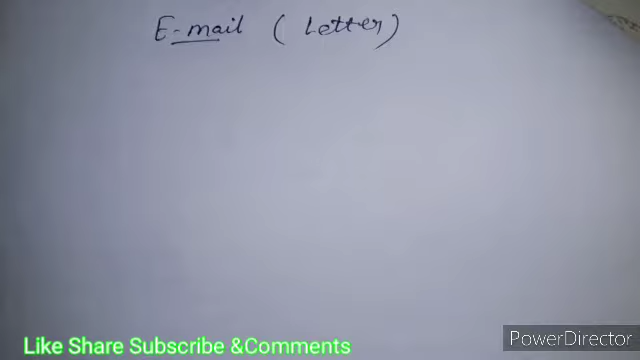 E-mail ( Letter )
PowerDirector
Like Share Subscribe &Comments